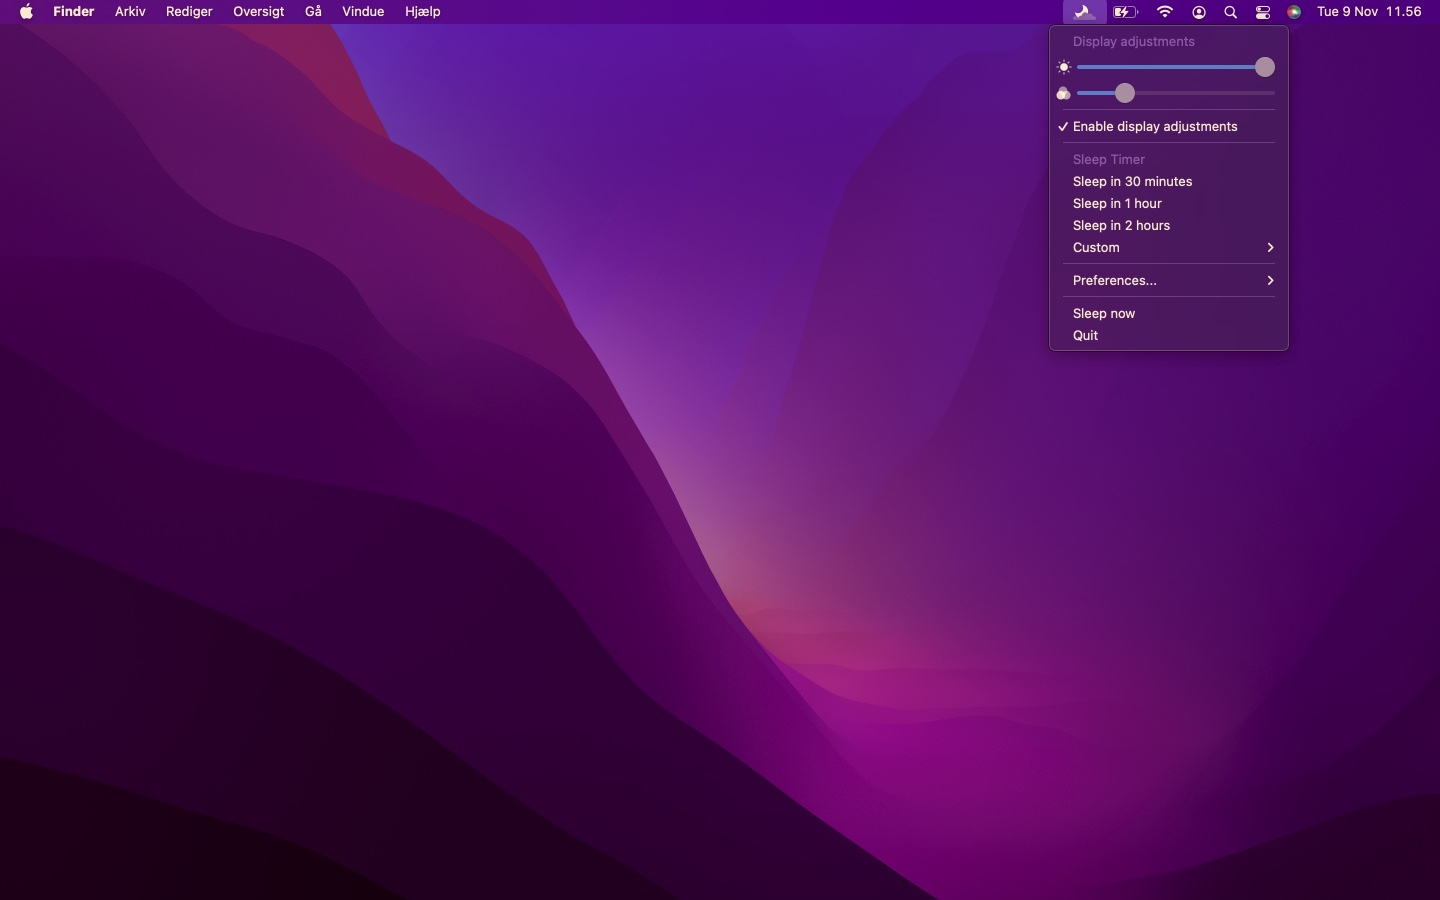 Finder Arkiv Rediger Oversigt Gå Vindue Hjælp Tue 9 Nov 11.56
Display adjustments
Enable display adjustments
Sleep Timer
Sleep in 30 minutes
Sleep in 1 hour
Sleep in 2 hours
Custom
Preferences...
Sleep now
Quit